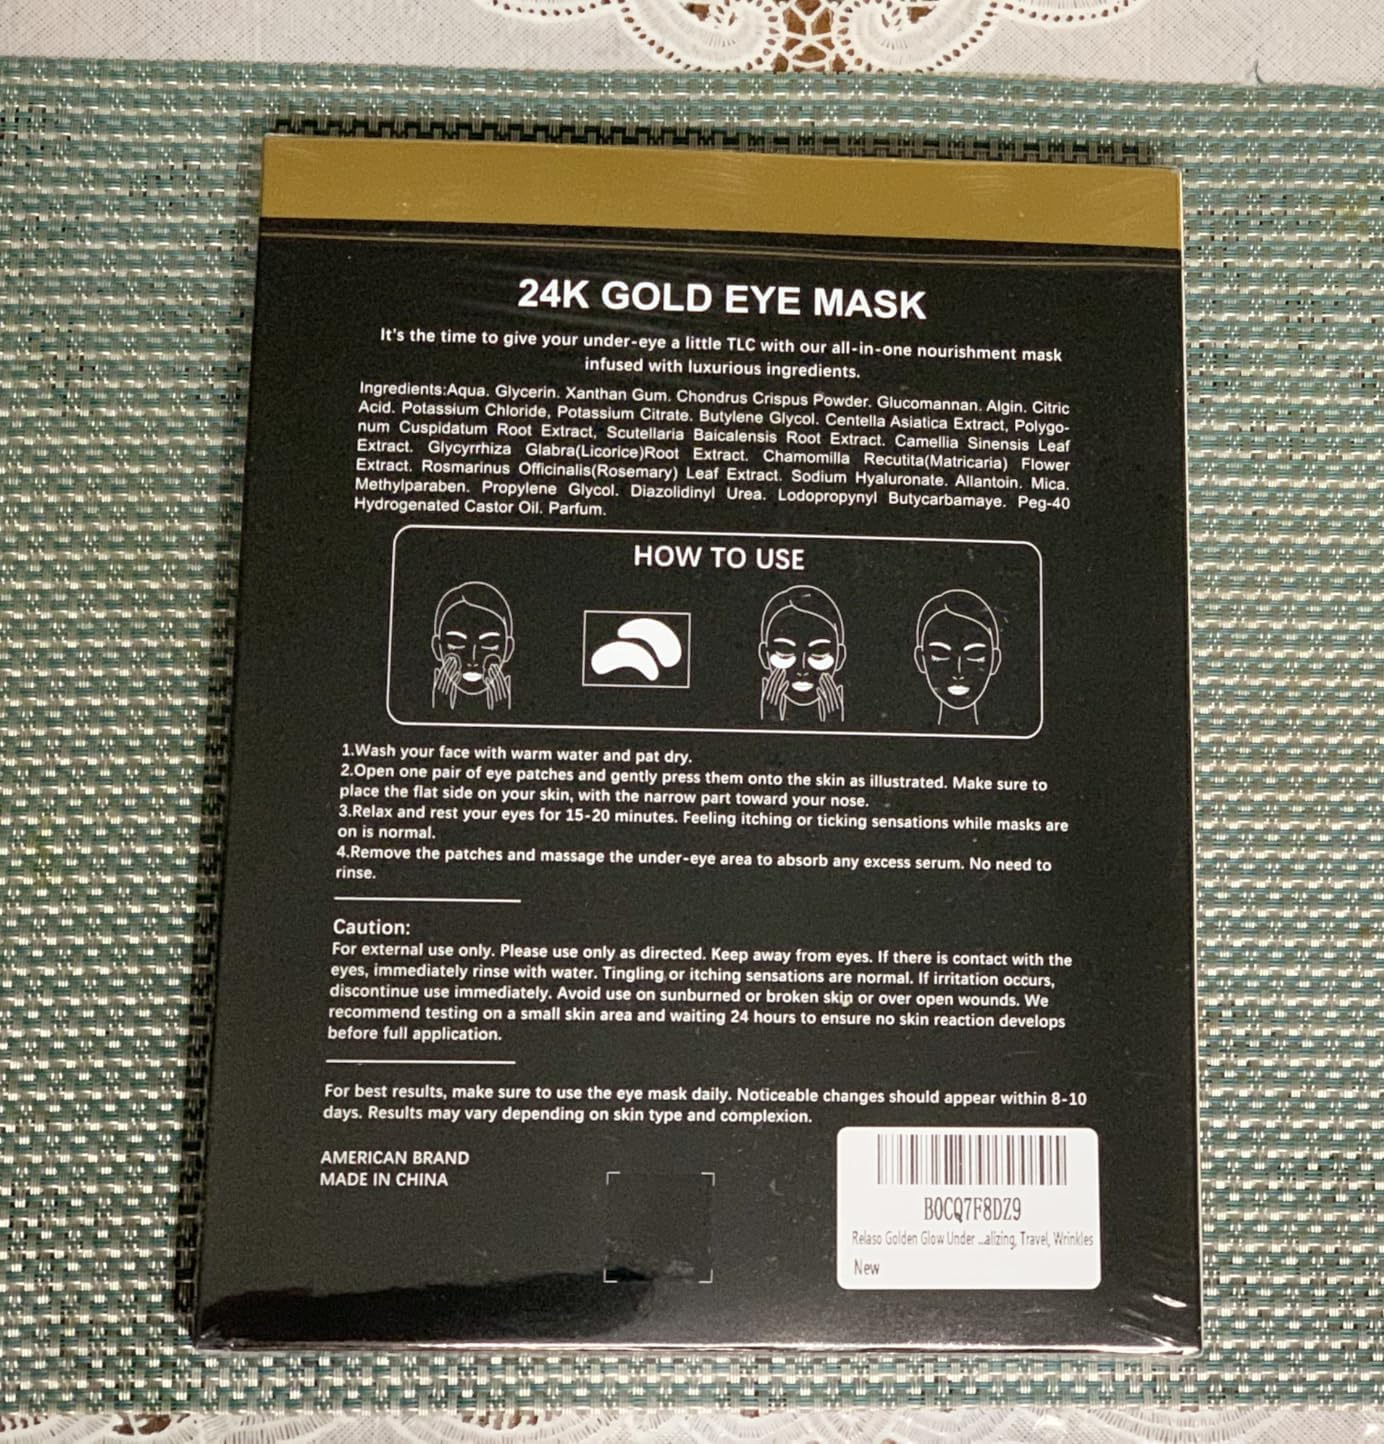 24K GOLD EYE MASK
It's the time to give your under-eye a little TLC with our all-in-one nourishment mask
infused with luxurious ingredients.
Ingredients:Aqua. Glycerin. Xanthan Gum. Chondrus Crispus Powder. Glucomannan. Algin. Citric
Acid. Potassium Chloride, Potassium Citrate. Butylene Glycol. Centella Asiatica Extract, Polygo-
num Cuspidatum Root Extract, Scutellaria Baicalensis Root Extract. Camellia Sinensis Leaf
Extract. Glycyrrhiza Glabra(Licorice)Root Extract. Chamomilla Recutita(Matricaria) Flower
Extract. Rosmarinus Officinalis(Rosemary) Leaf Extract. Sodium Hyaluronate. Allantoin. Mica.
Methylparaben. Propylene Glycol. Diazolidinyl Urea. Lodopropynyl Butycarbamaye. Peg-40
Hydrogenated Castor Oil. Parfum.
HOW TO USE
1.Wash your face with warm water and pat dry.
2.Open one pair of eye patches and gently press them onto the skin as illustrated. Make sure to
place the flat side on your skin, with the narrow part toward your nose.
3.Relax and rest your eyes for 15-20 minutes. Feeling itching or ticking sensations while masks are
on is normal.
4.Remove the patches and massage the under-eye area to absorb any excess serum. No need to
rinse.
Caution:
For external use only. Please use only as directed. Keep away from eyes. If there is contact with the
eyes, immediately rinse with water. Tingling or itching sensations are normal. If irritation occurs,
discontinue use immediately. Avoid use on sunburned or broken skin or over open wounds. We
recommend testing on a small skin area and waiting 24 hours to ensure no skin reaction develops
before full application.
For best results, make sure to use the eye mask daily. Noticeable changes should appear within 8-10
days. Results may vary depending on skin type and complexion.
AMERICAN BRAND
MADE IN CHINA
B0CQ7F8DZ9
Relaso Golden Glow Under ...alizing, Travel, Wrinkles
New